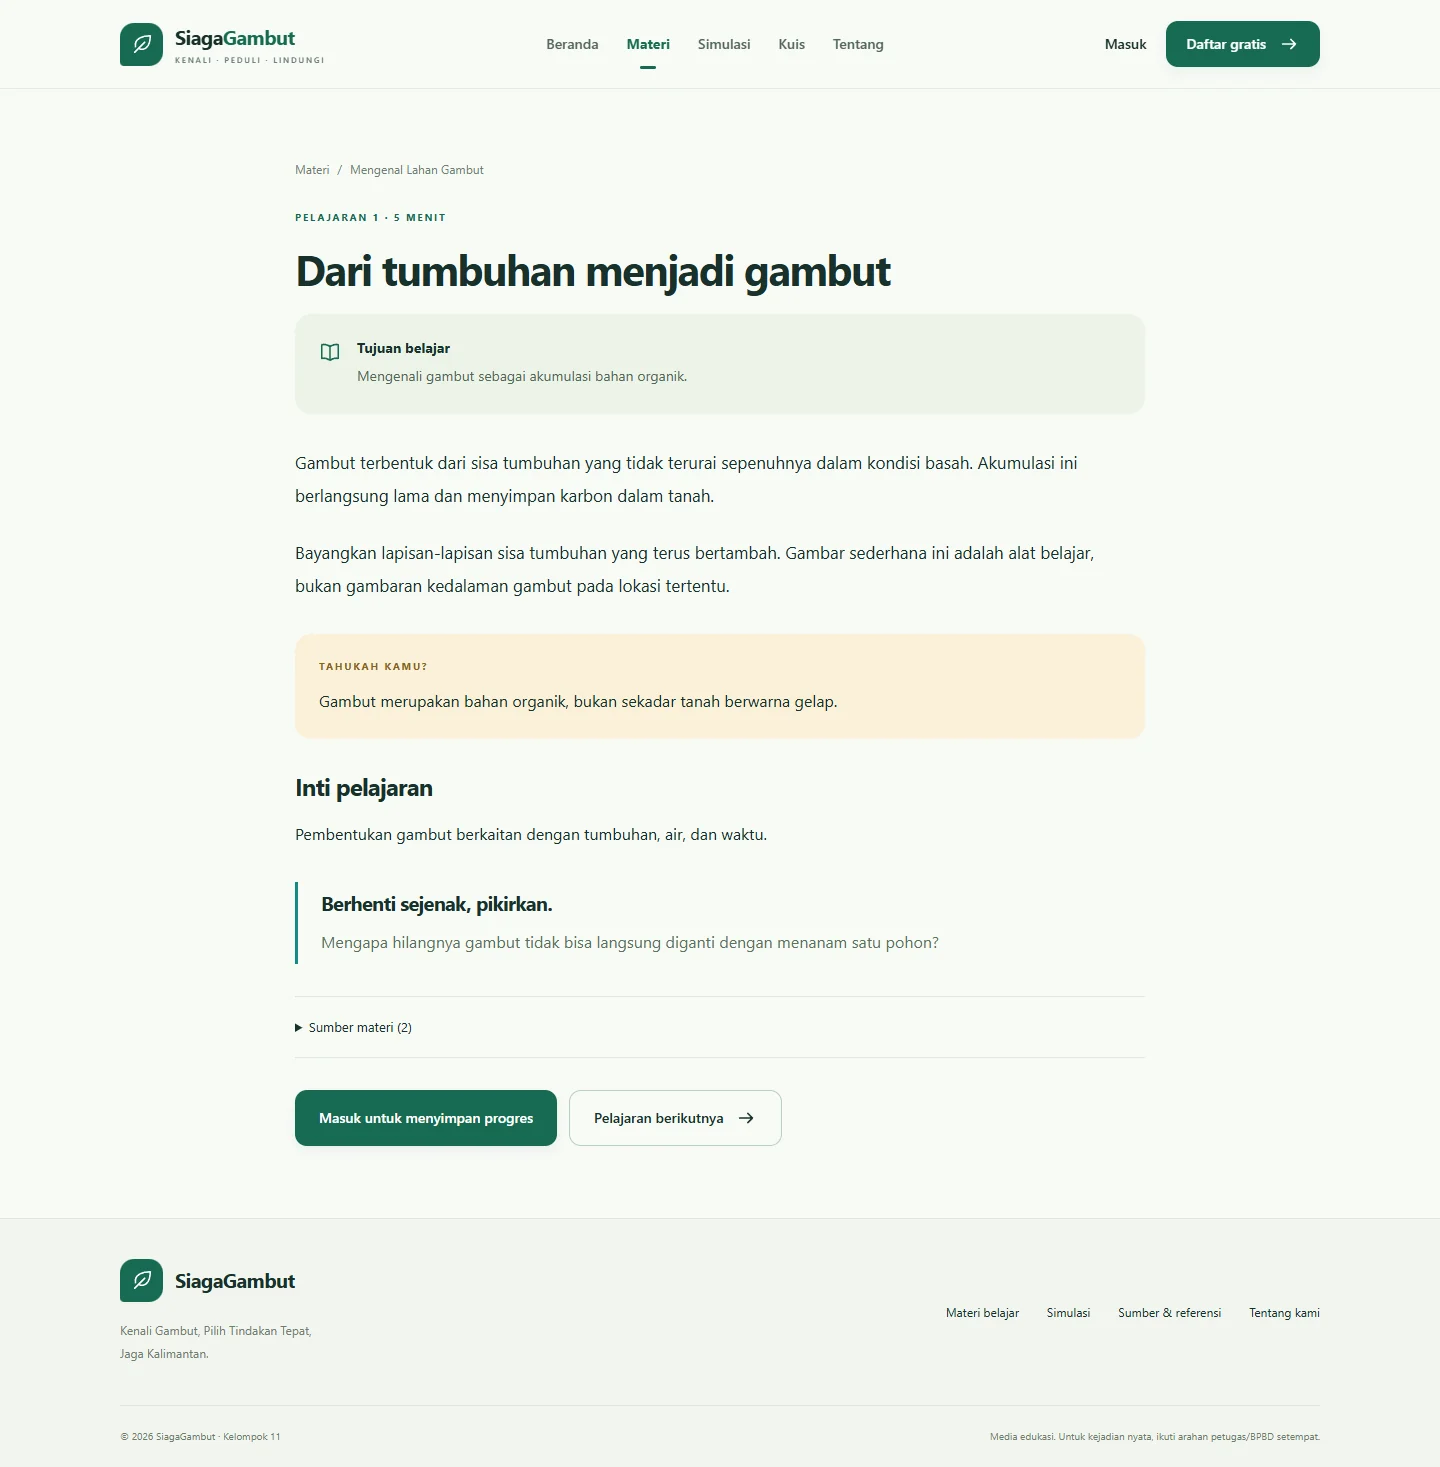 SiagaGambut
KENALI · PEDULI · LINDUNGI
Beranda
Materi
Simulasi
Kuis
Tentang
Masuk
Daftar gratis
Materi / Mengenal Lahan Gambut
PELAJARAN 1 · 5 MENIT
Dari tumbuhan menjadi gambut
Tujuan belajar
Mengenali gambut sebagai akumulasi bahan organik.
Gambut terbentuk dari sisa tumbuhan yang tidak terurai sepenuhnya dalam kondisi basah. Akumulasi ini
berlangsung lama dan menyimpan karbon dalam tanah.
Bayangkan lapisan-lapisan sisa tumbuhan yang terus bertambah. Gambar sederhana ini adalah alat belajar,
bukan gambaran kedalaman gambut pada lokasi tertentu.
TAHUKAH KAMU?
Gambut merupakan bahan organik, bukan sekadar tanah berwarna gelap.
Inti pelajaran
Pembentukan gambut berkaitan dengan tumbuhan, air, dan waktu.
Berhenti sejenak, pikirkan.
Mengapa hilangnya gambut tidak bisa langsung diganti dengan menanam satu pohon?
Sumber materi (2)
Masuk untuk menyimpan progres
Pelajaran berikutnya
SiagaGambut
Kenali Gambut, Pilih Tindakan Tepat,
Jaga Kalimantan.
Materi belajar
Simulasi
Sumber & referensi
Tentang kami
© 2026 SiagaGambut · Kelompok 11
Media edukasi. Untuk kejadian nyata, ikuti arahan petugas/BPBD setempat.